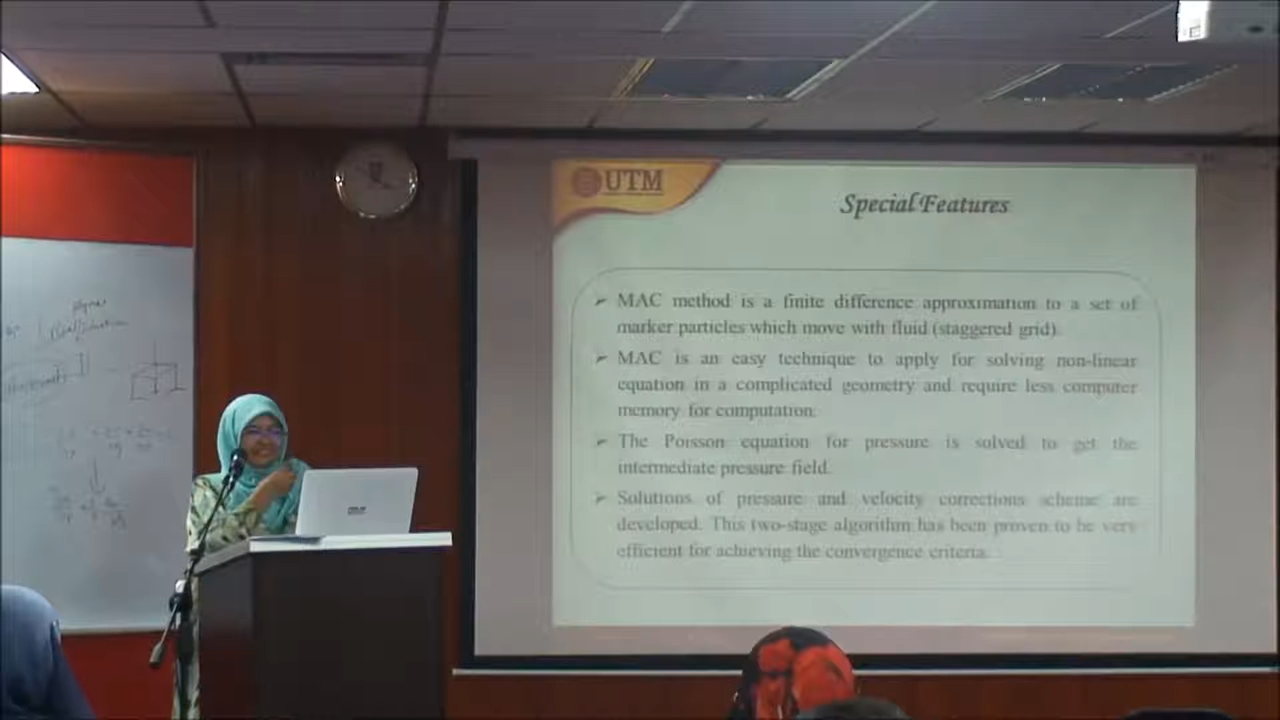 UTM
Special Features
➢ MAC method is a finite difference approximation to a set of
marker particles which move with fluid (staggered grid).
➢ MAC is an easy technique to apply for solving non-linear
equation in a complicated geometry and require less computer
memory for computation.
➢ The Poisson equation for pressure is solved to get the
intermediate pressure field.
➢ Solutions of pressure and velocity corrections scheme are
developed. This two-stage algorithm has been proven to be very
efficient for achieving the convergence criteria.
ASUS